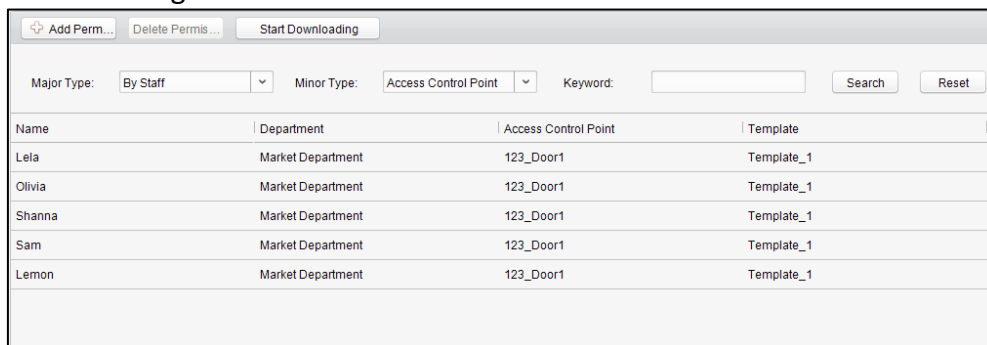 Add Perm... Delete Permis... Start Downloading
Major Type: By Staff Minor Type: Access Control Point Keyword: Search Reset
Name Department Access Control Point Template
Lela Market Department 123_Door1 Template_1
Olivia Market Department 123_Door1 Template_1
Shanna Market Department 123_Door1 Template_1
Sam Market Department 123_Door1 Template_1
Lemon Market Department 123_Door1 Template_1